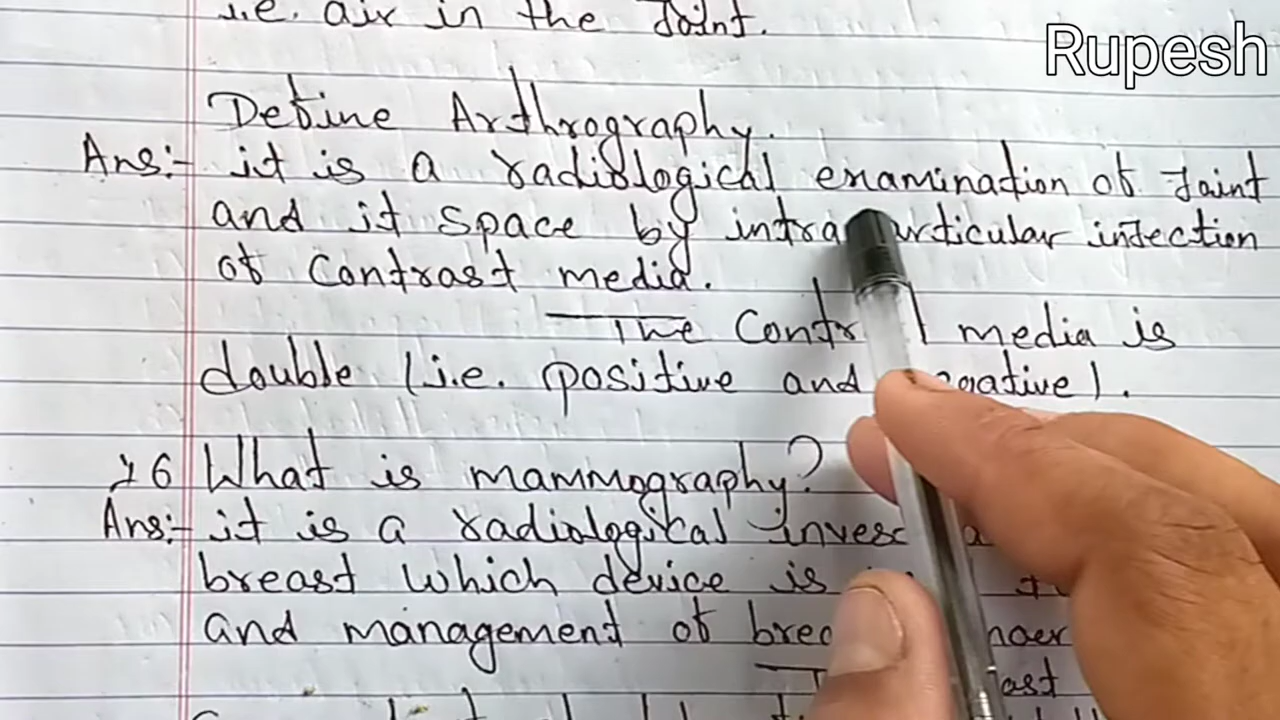 i.e. air in the Joint.
Rupesh
Define Arthrography.
Ans:- it is a radiological examination of Joint
and it space by intra articular injection
of Contrast media.
The media is
double (i.e. positive and
16 What is mammography?
Ans:- it is a radiological
breast which device is
and management of